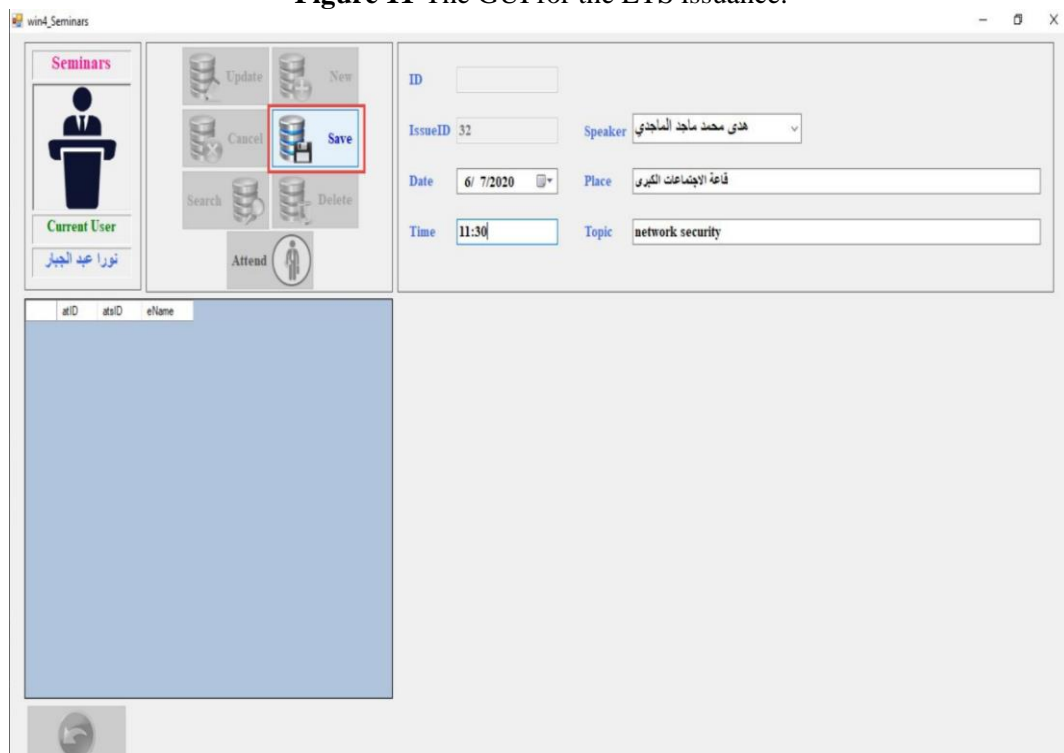 Figure 11 The GUI for the ETS issuance.
win4_Seminars
Seminars
Current User
نورا عبد الجبار
Update
New
Cancel
Save
Search
Delete
Attend
ID
IssueID 32
Speaker هدى محمد ماجد الماجدي
Date 6/ 7/2020
Place قاعة الاجتماعات الكبرى
Time 11:30
Topic network security
atID atsID eName